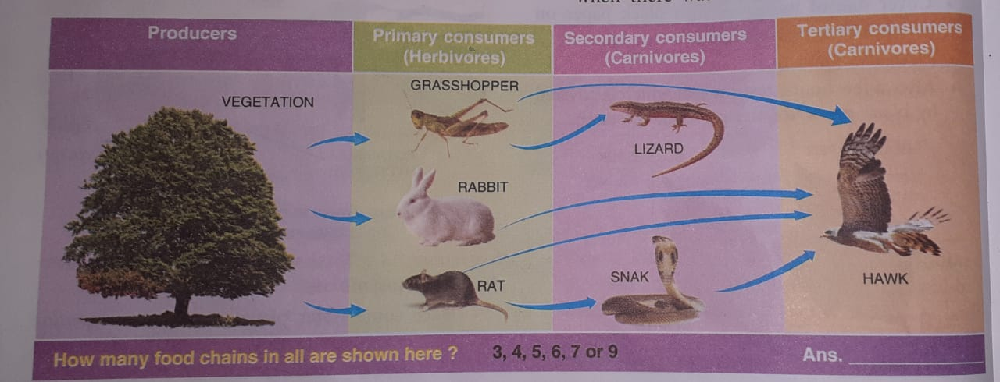 Producers
Primary consumers
(Herbivores)
Secondary consumers
(Carnivores)
Tertiary consumers
(Carnivores)
VEGETATION
GRASSHOPPER
LIZARD
RABBIT
RAT
SNAK
HAWK
How many food chains in all are shown here ? 3, 4, 5, 6, 7 or 9 Ans.